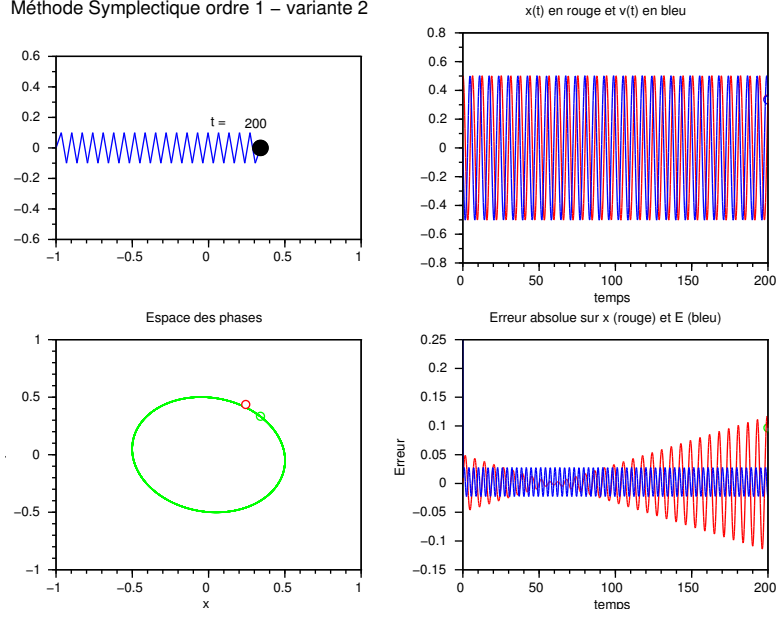 Méthode Symplectique ordre 1 – variante 2
0.6
0.4
0.2
0
−0.2
−0.4
−0.6
t = 200
−1 −0.5 0 0.5 1
x(t) en rouge et v(t) en bleu
0.8
0.6
0.4
0.2
0
−0.2
−0.4
−0.6
−0.8
0 50 100 150 200
temps
Espace des phases
1
0.5
0
−0.5
−1
−1 −0.5 0 0.5 1
x
Erreur absolue sur x (rouge) et E (bleu)
Erreur
0.25
0.2
0.15
0.1
0.05
0
−0.05
−0.1
−0.15
0 50 100 150 200
temps